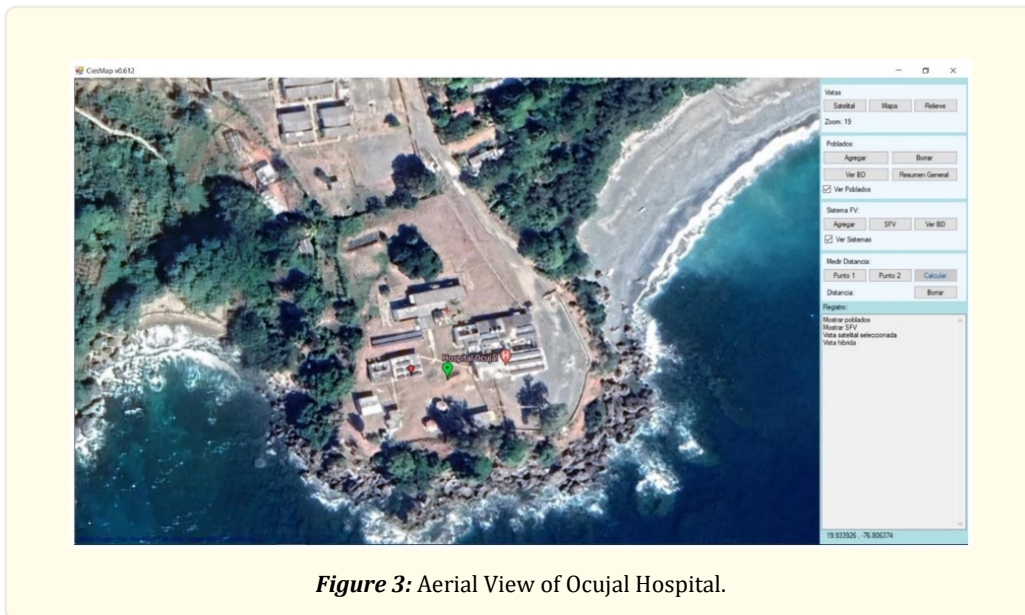 CiesMap v0.612
Hospital Ocujal
H
Vistas
Satelital Mapa Relieve
Zoom: 19
Poblados:
Agregar Borrar
Ver BD Resumen General
Ver Poblados
Sistema FV:
Agregar SFV Ver BD
Ver Sistemas
Medir Distancia:
Punto 1 Punto 2 Calcular
Distancia: Borrar
Registro:
Mostrar poblados
Mostrar SFV
Vista satelital seleccionada
Vista hibrida
19.933926 , -76.806374
Figure 3: Aerial View of Ocujal Hospital.